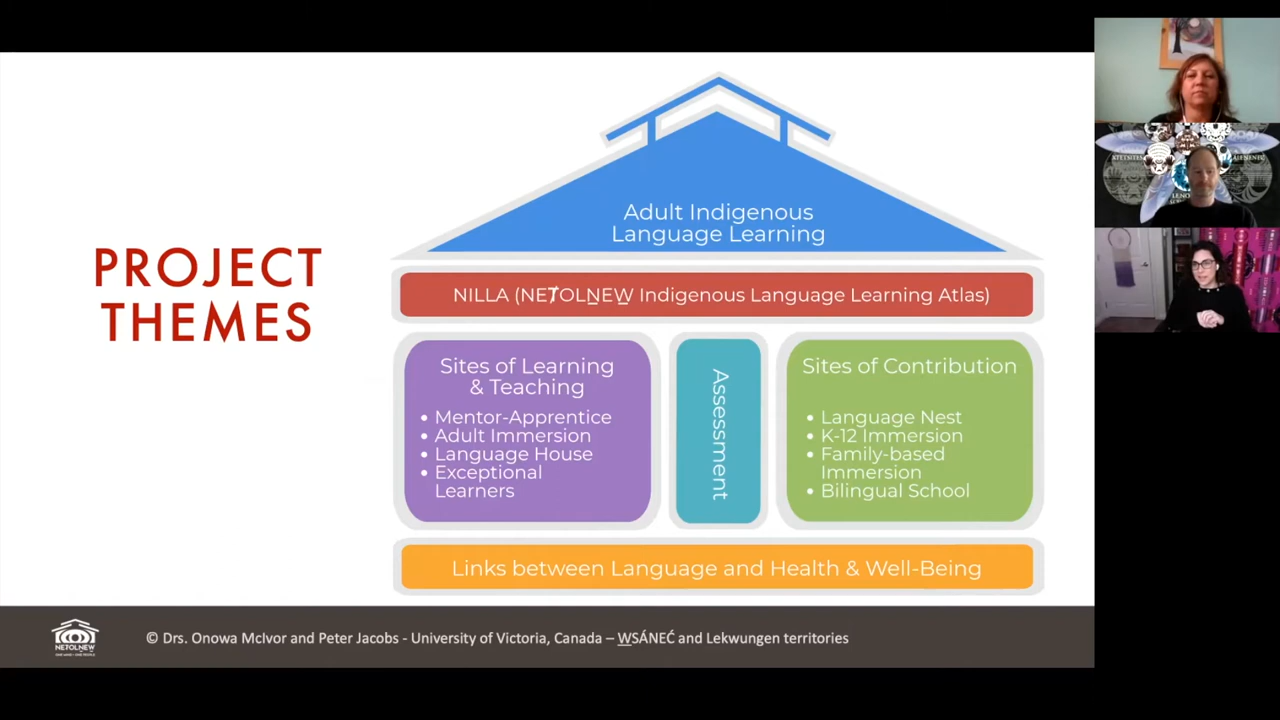 PROJECT
THEMES
Adult Indigenous
Language Learning
NILLA (NEȾOLṈEW̱ Indigenous Language Learning Atlas)
Sites of Learning
& Teaching
• Mentor-Apprentice
• Adult Immersion
• Language House
• Exceptional
Learners
Assessment
Sites of Contribution
• Language Nest
• K-12 Immersion
• Family-based
Immersion
• Bilingual School
Links between Language and Health & Well-Being
NEȾOLṈEW̱
© Drs. Onowa McIvor and Peter Jacobs - University of Victoria, Canada – W̱SÁNEĆ and Lekwungen territories